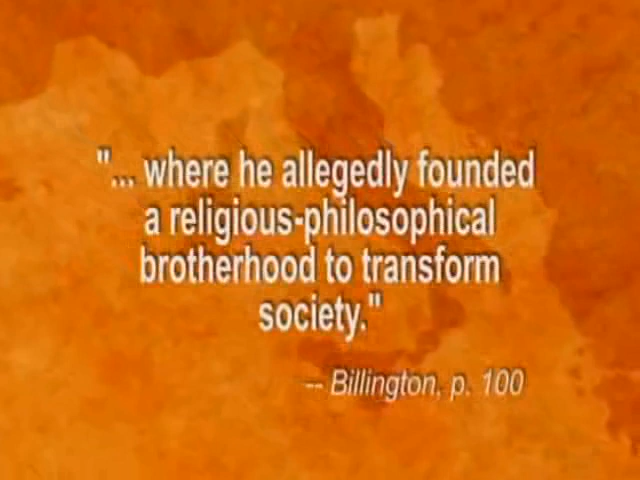 "... where he allegedly founded
a religious-philosophical
brotherhood to transform
society."
-- Billington, p. 100